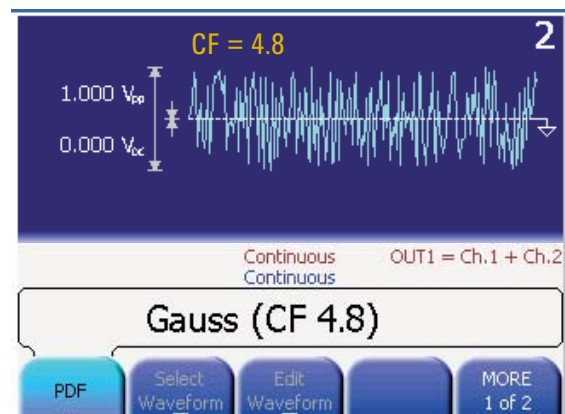 CF = 4.8
2
1.000 Vpp
0.000 VDC
Continuous OUT1 = Ch.1 + Ch.2
Continuous
Gauss (CF 4.8)
PDF
Select Waveform
Edit Waveform
MORE 1 of 2